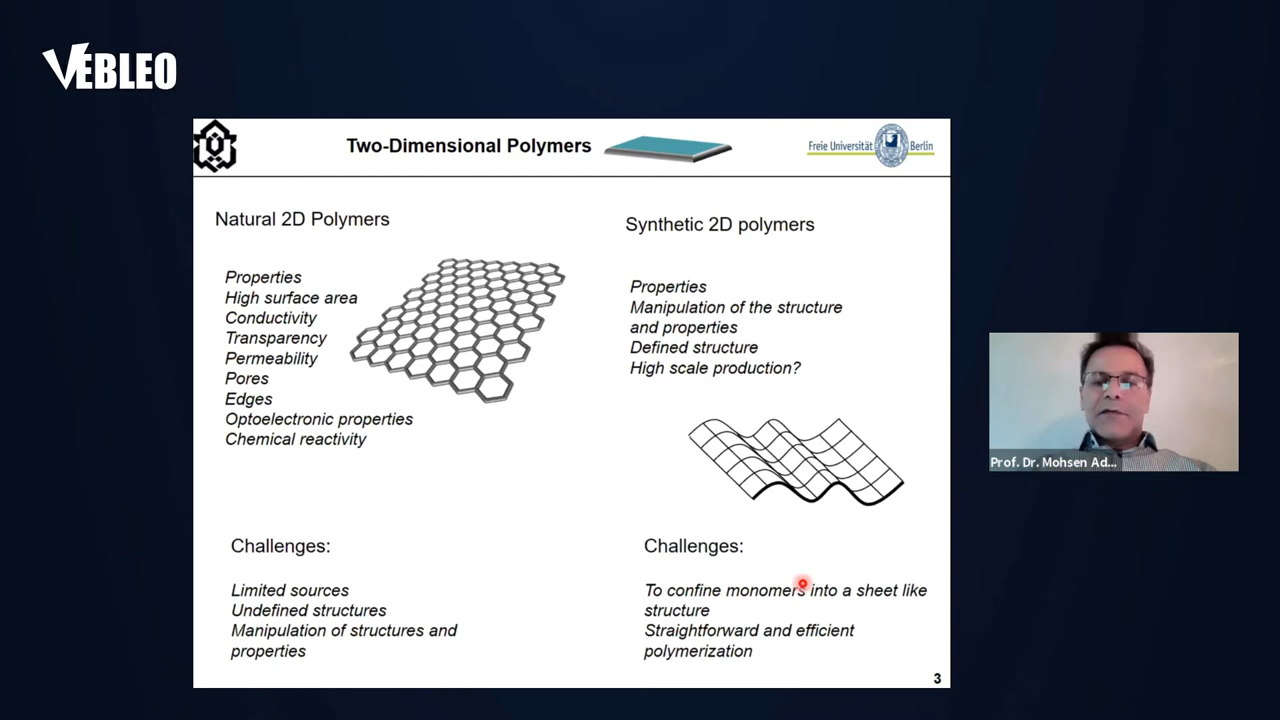 VEBLEO
Two-Dimensional Polymers
Freie Universität Berlin
Natural 2D Polymers
Properties
High surface area
Conductivity
Transparency
Permeability
Pores
Edges
Optoelectronic properties
Chemical reactivity
Challenges:
Limited sources
Undefined structures
Manipulation of structures and
properties
Synthetic 2D polymers
Properties
Manipulation of the structure
and properties
Defined structure
High scale production?
Challenges:
To confine monomers into a sheet like
structure
Straightforward and efficient
polymerization
3
Prof. Dr. Mohsen Ad...